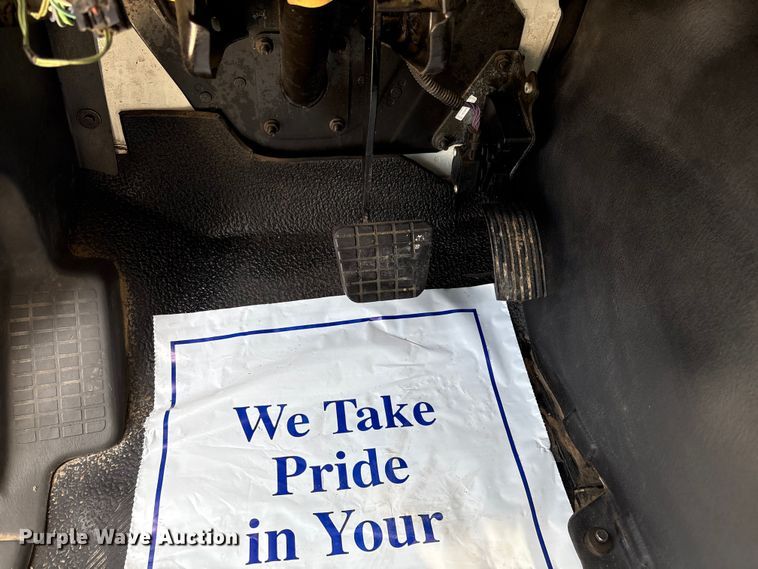 We Take
Pride
in Your
Purple Wave Auction